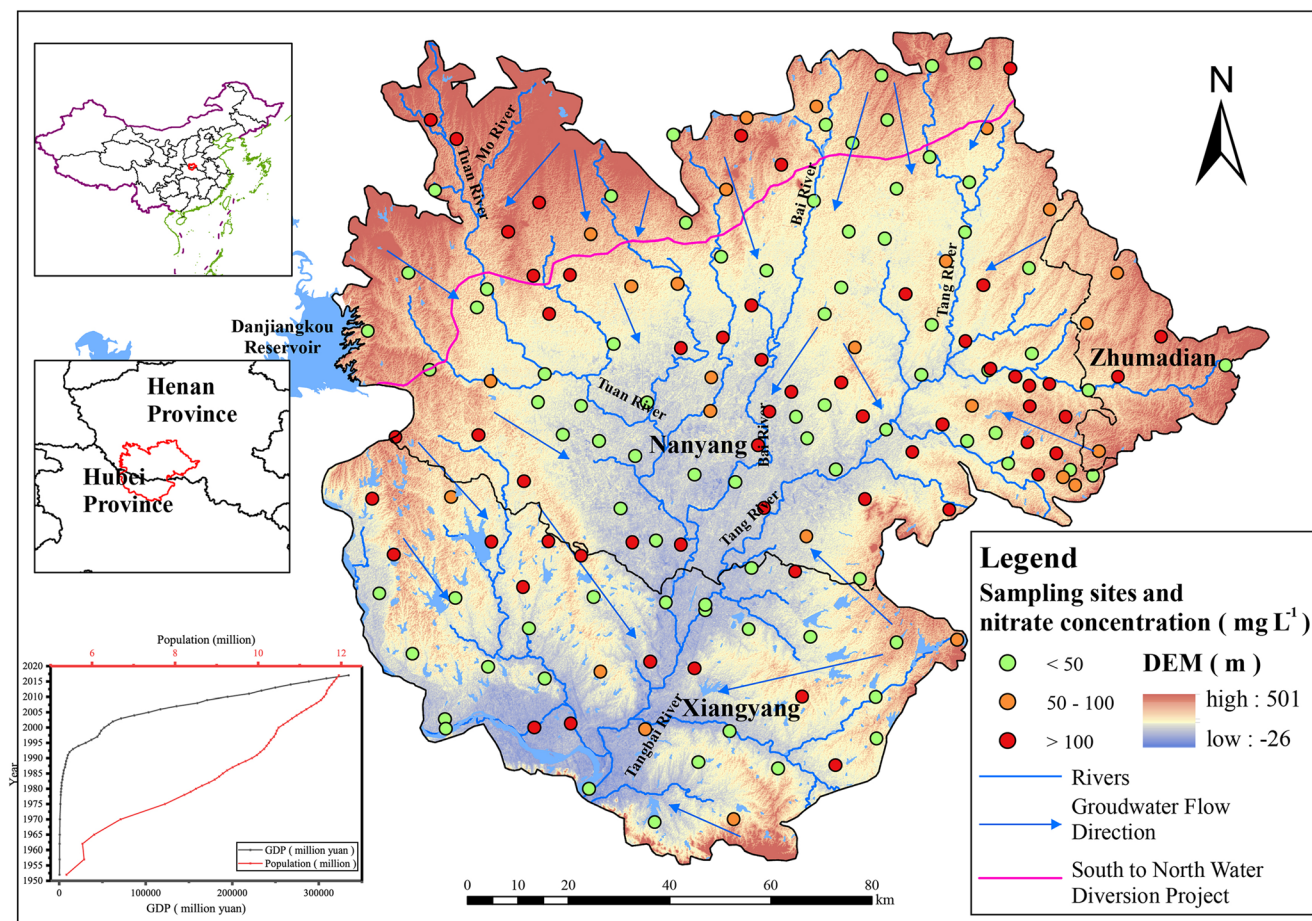 N
Mo River
Tuan River
Bai River
Tang River
Danjiangkou
Reservoir
Zhumadian
Henan
Province
Hubei
Province
Tuan River
Nanyang
Bai River
Tang River
Xiangyang
Tangbai River
Legend
Sampling sites and
nitrate concentration ( mg L-1 )
< 50
50 - 100
> 100
DEM ( m )
high : 501
low : -26
Rivers
Groudwater Flow
Direction
South to North Water
Diversion Project
Population (million)
6 8 10 12
2020
2015
2010
2005
2000
1995
1990
1985
1980
1975
1970
1965
1960
1955
1950
Year
GDP ( million yuan )
Population ( million )
0 100000 200000 300000
GDP ( million yuan)
0 10 20 40 60 80
km